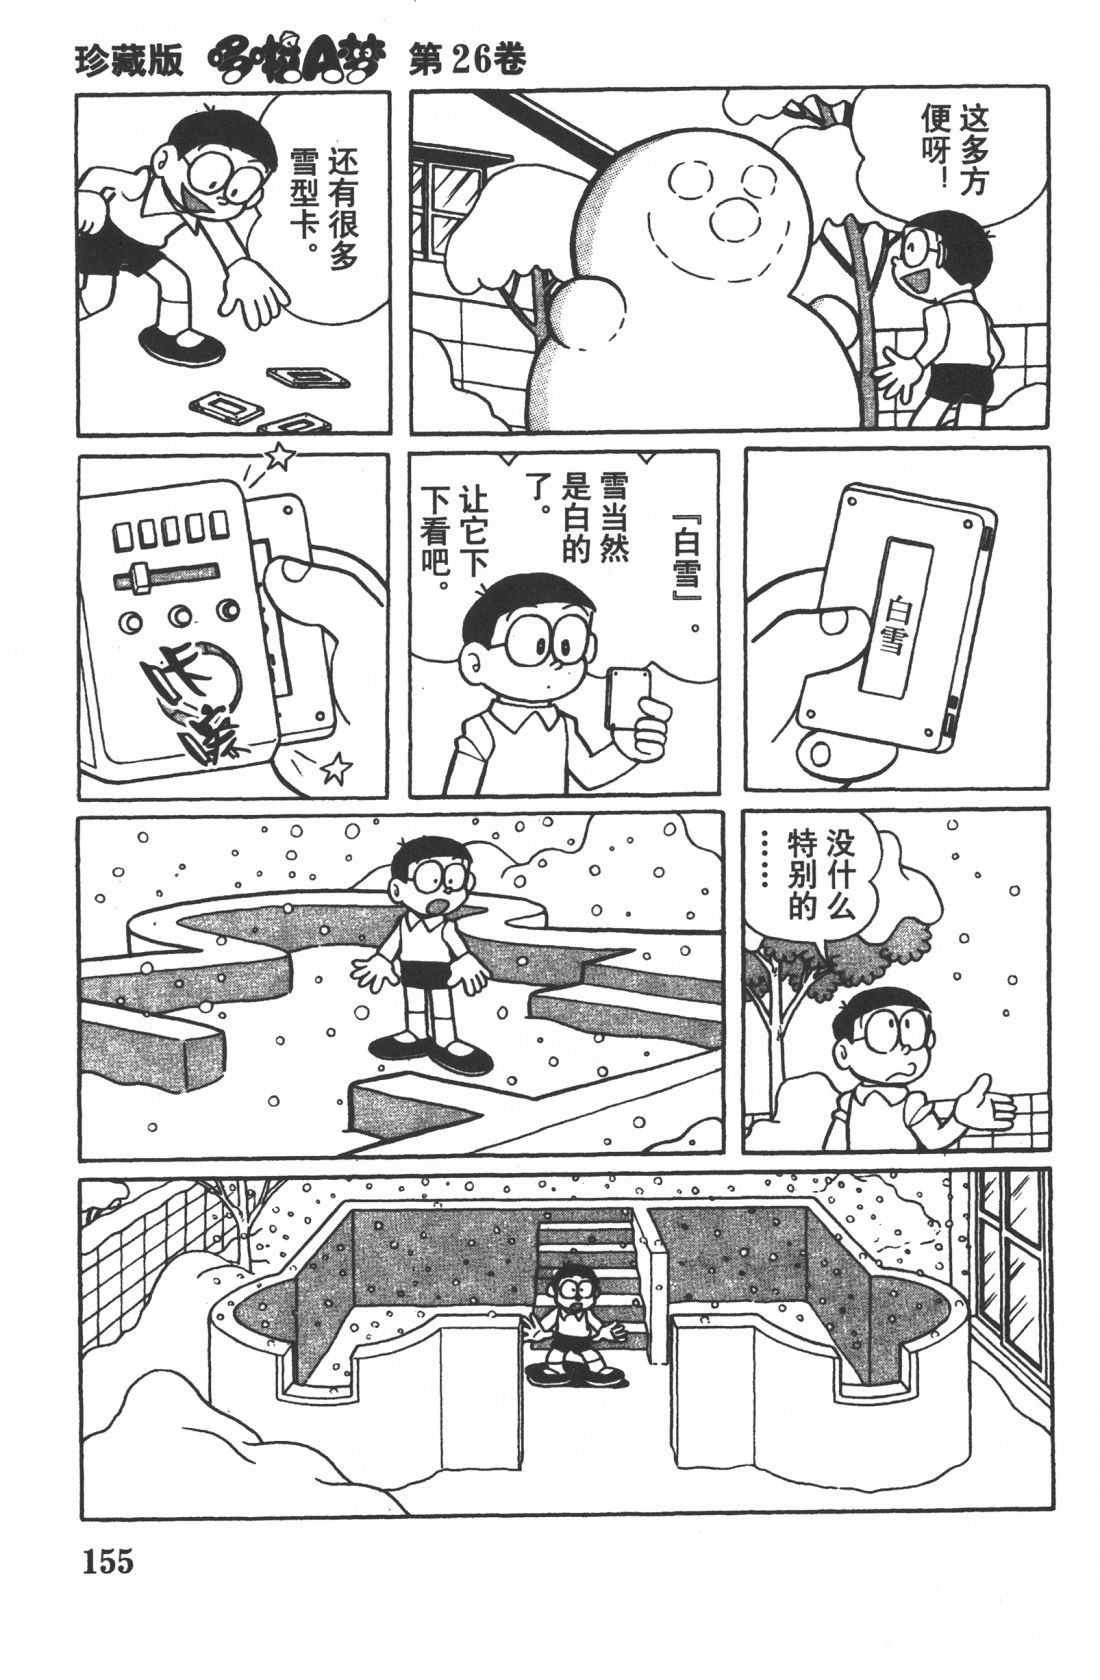 珍藏版 哆啦A梦 第26卷
这多方
便呀！
还有很多
雪型卡。
白雪
『白雪』。
雪当然
是白的
了。
让它下
下看吧。
咔嚓
没什么
特别的
……
155